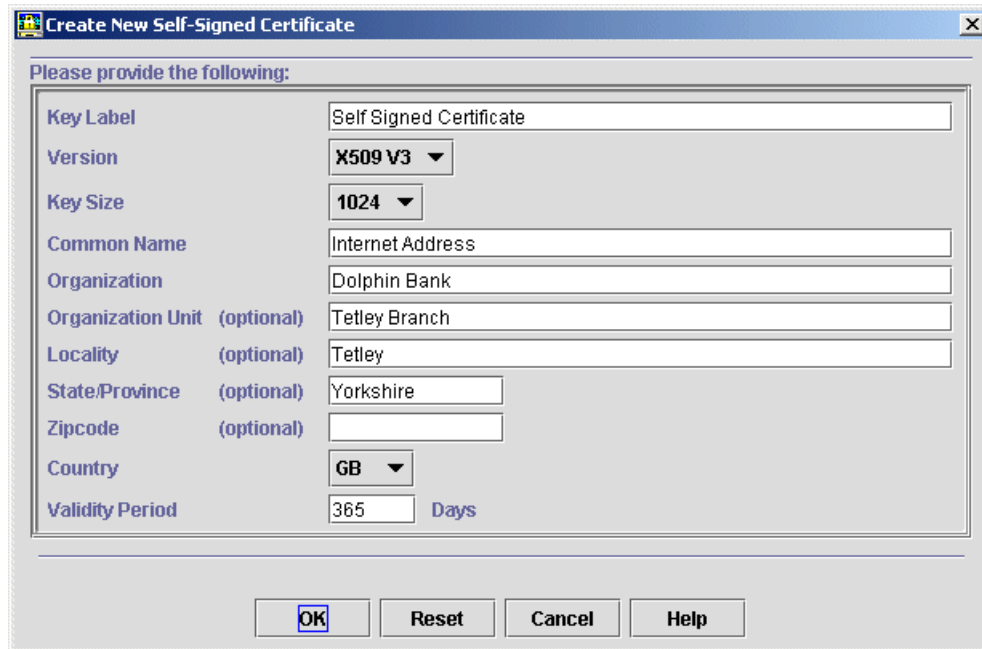 Create New Self-Signed Certificate
Please provide the following:
Key Label Self Signed Certificate
Version X509 V3
Key Size 1024
Common Name Internet Address
Organization Dolphin Bank
Organization Unit (optional) Tetley Branch
Locality (optional) Tetley
State/Province (optional) Yorkshire
Zipcode (optional)
Country GB
Validity Period 365 Days
OK Reset Cancel Help